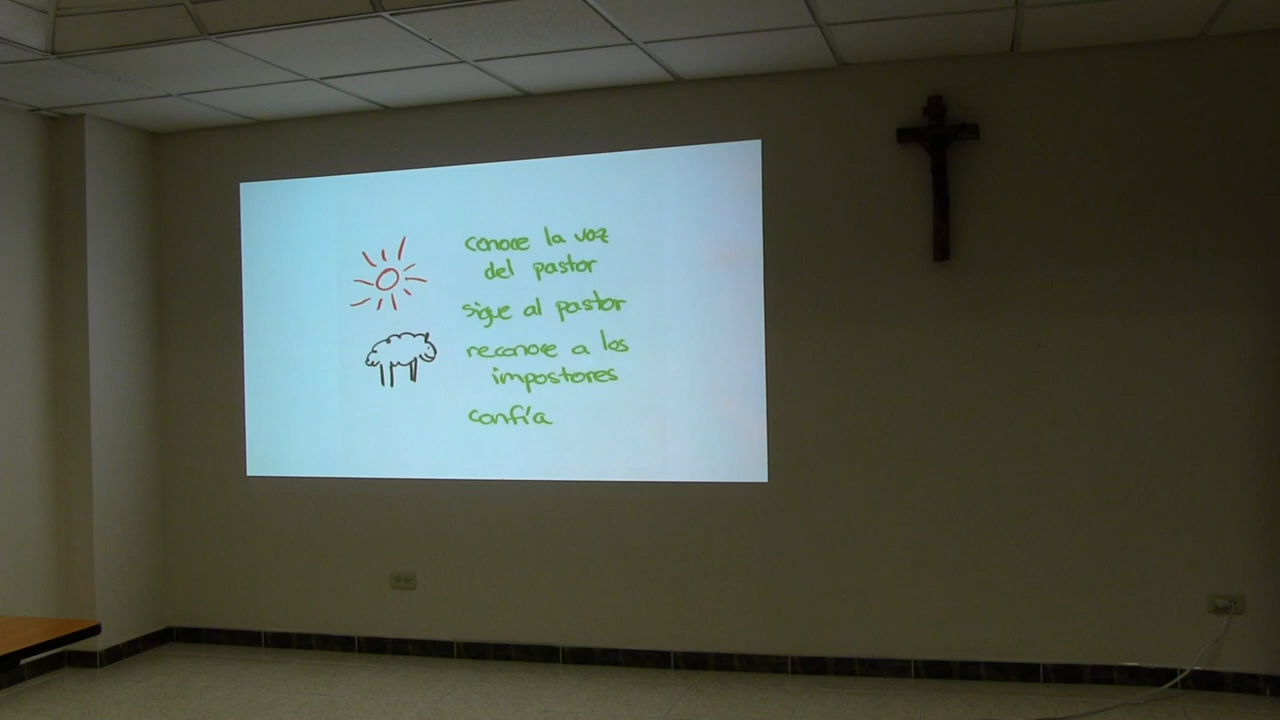 conoce la voz
del pastor
sigue al pastor
reconoce a los
impostores
confía